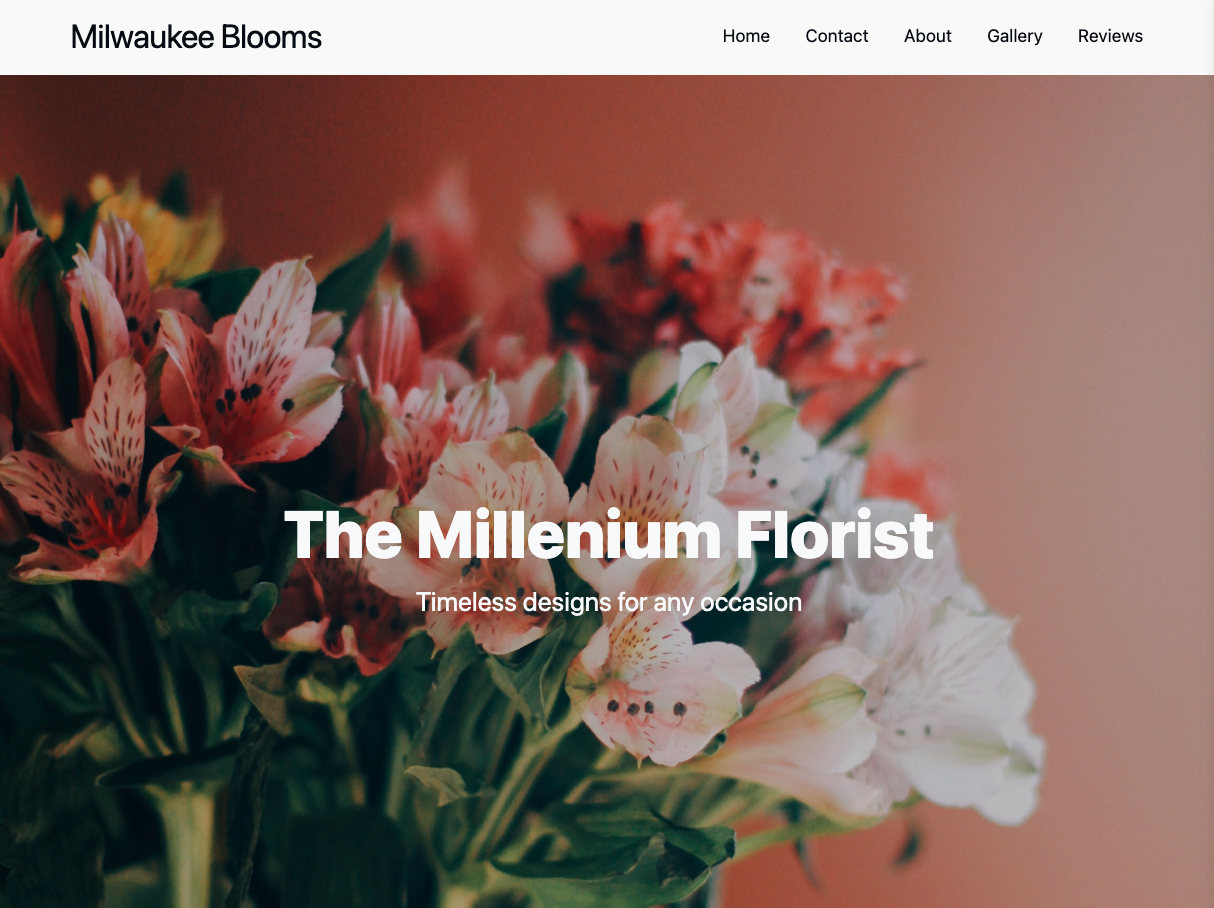 Milwaukee Blooms
Home Contact About Gallery Reviews
The Millenium Florist
Timeless designs for any occasion